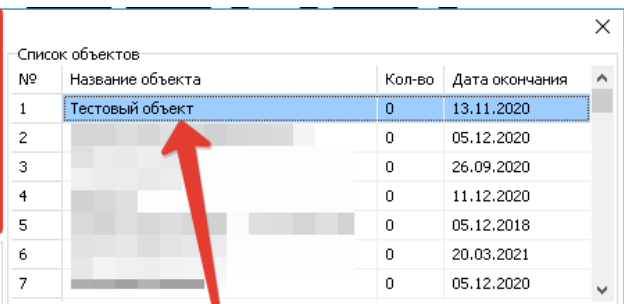 Список объектов
№ Название объекта Кол-во Дата окончания
1 Тестовый объект 0 13.11.2020
2 0 05.12.2020
3 0 26.09.2020
4 0 11.12.2020
5 0 05.12.2018
6 0 20.03.2021
7 0 05.12.2020